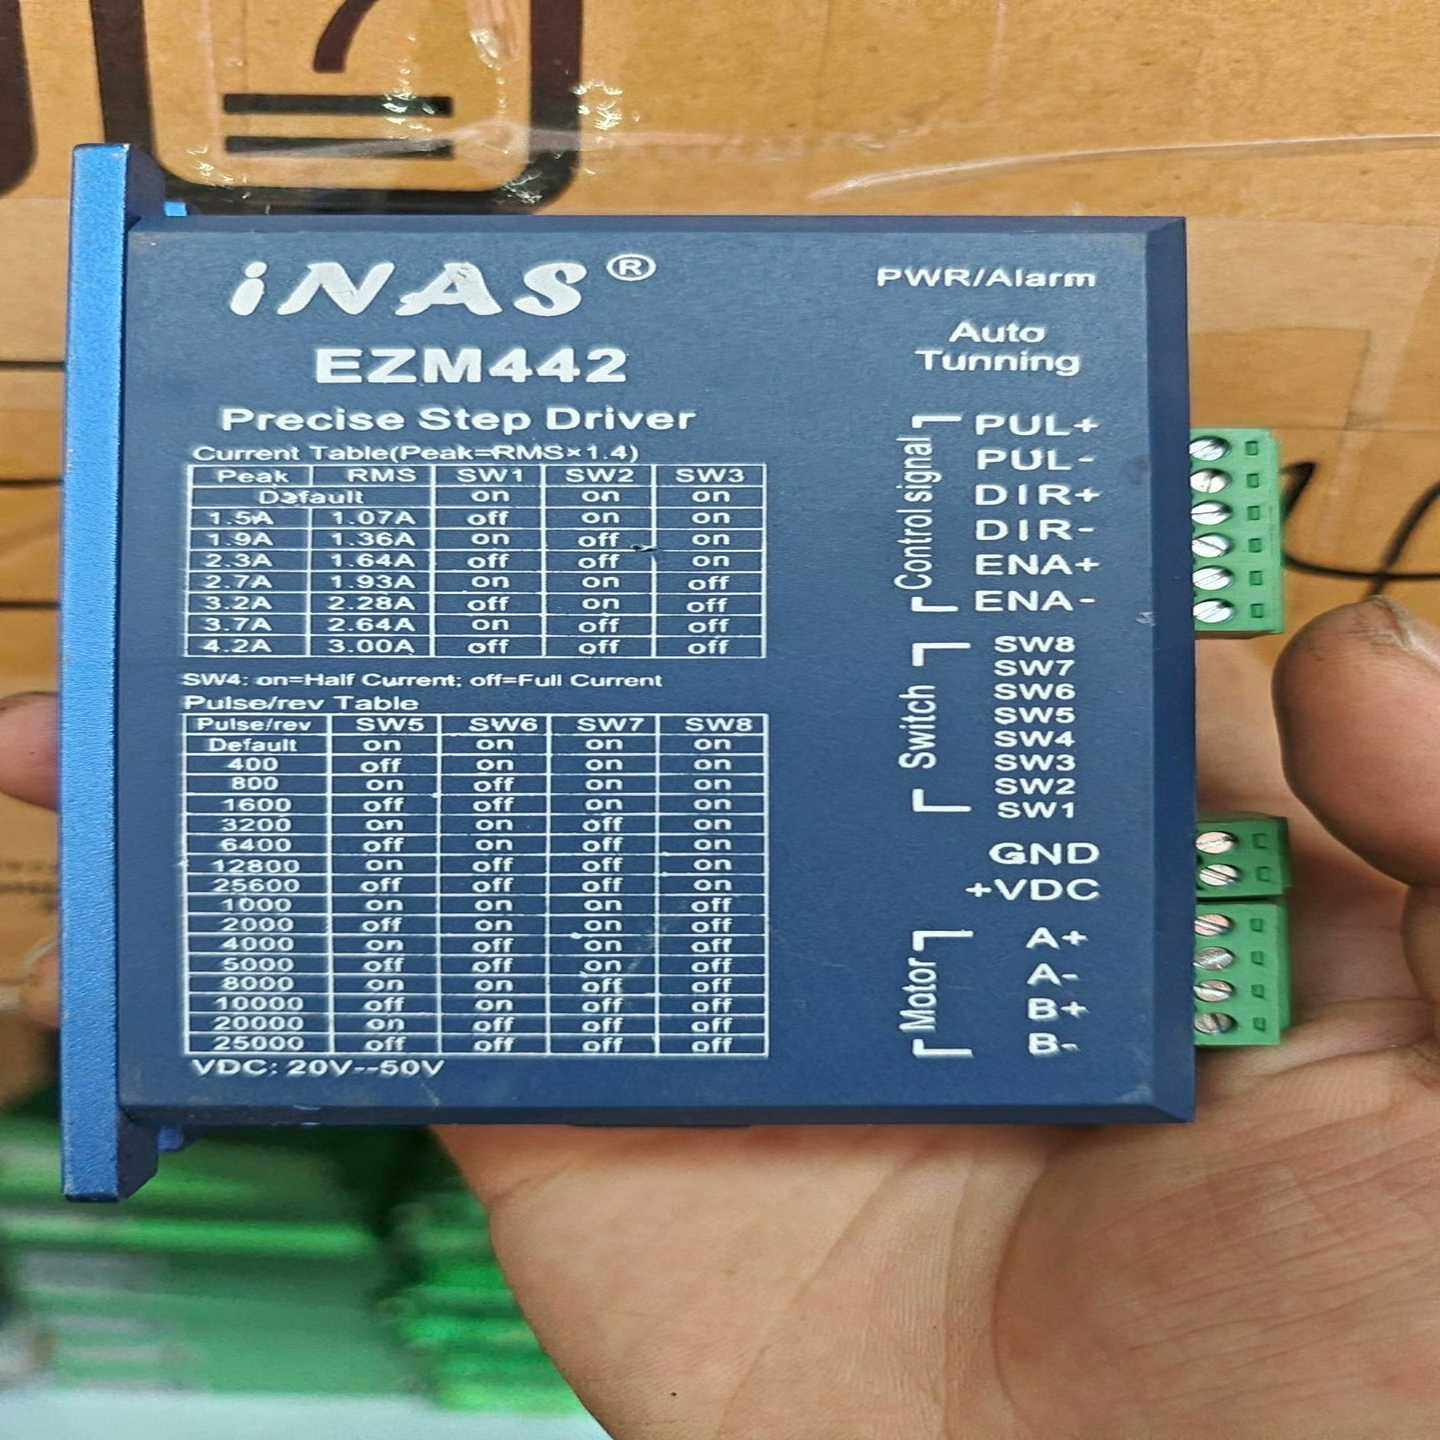 iNAS®
EZM442
Precise Step Driver
Current Table(Peak=RMS×1.4)
Peak RMS SW1 SW2 SW3
Default on on on
1.5A 1.07A off on on
1.9A 1.36A on off on
2.3A 1.64A off off on
2.7A 1.93A on on off
3.2A 2.28A off on off
3.7A 2.64A on off off
4.2A 3.00A off off off
SW4: on=Half Current; off=Full Current
Pulse/rev Table
Pulse/rev SW5 SW6 SW7 SW8
Default on on on on
400 off on on on
800 on off on on
1600 off off on on
3200 on on off on
6400 off on off on
12800 on off off on
25600 off off off on
1000 on on on off
2000 off on on off
4000 on off on off
5000 off off on off
8000 on on off off
10000 off on off off
20000 on off off off
25000 off off off off
VDC: 20V--50V
PWR/Alarm
Auto
Tunning
Control signal
PUL+
PUL-
DIR+
DIR-
ENA+
ENA-
Switch
SW8
SW7
SW6
SW5
SW4
SW3
SW2
SW1
GND
+VDC
Motor
A+
A-
B+
B-